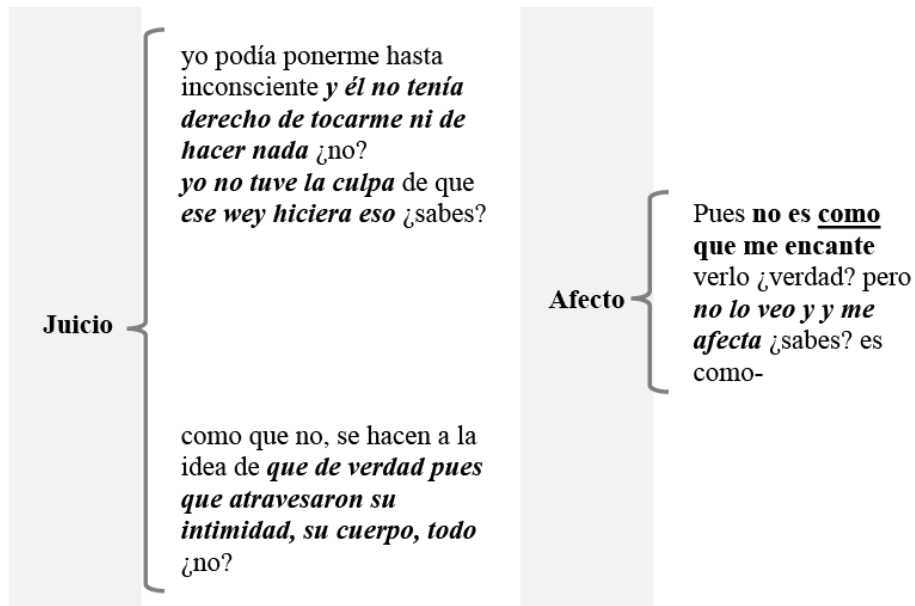 Juicio
yo podía ponerme hasta
inconsciente y él no tenía
derecho de tocarme ni de
hacer nada ¿no?
yo no tuve la culpa de que
ese wey hiciera eso ¿sabes?
como que no, se hacen a la
idea de que de verdad pues
que atravesaron su
intimidad, su cuerpo, todo
¿no?
Afecto
Pues no es como
que me encante
verlo ¿verdad? pero
no lo veo y y me
afecta ¿sabes? es
como-